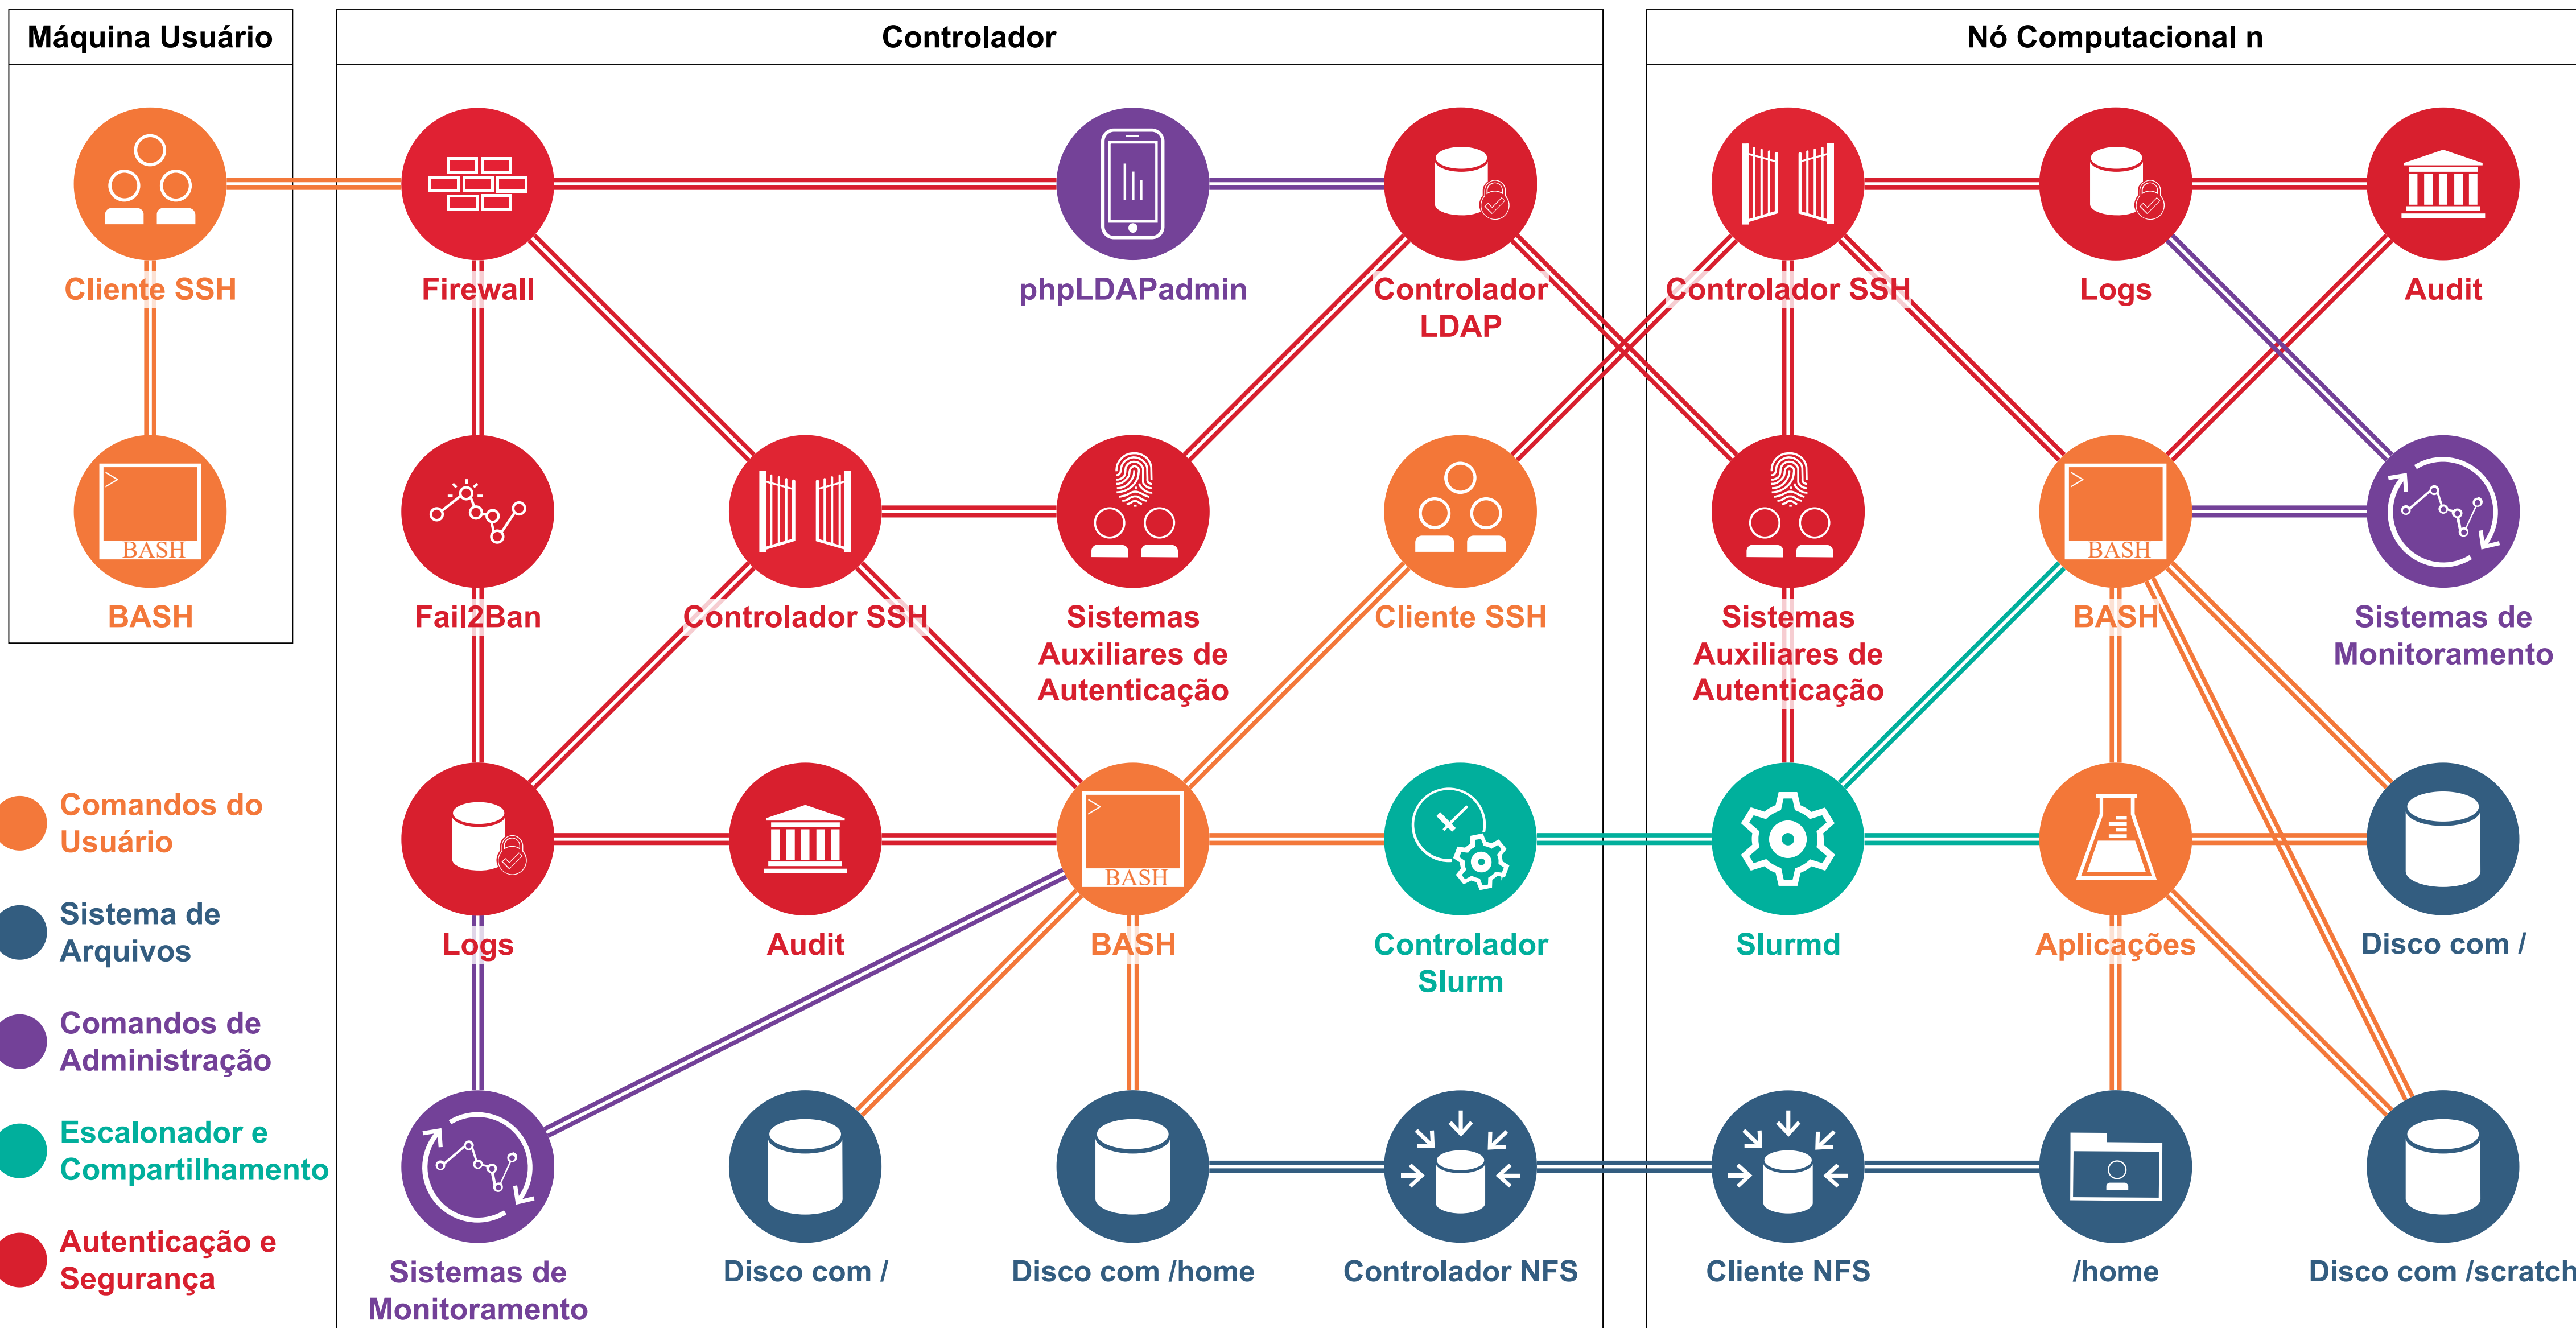 Máquina Usuário
Controlador
Nó Computacional n
Cliente SSH
Firewall
phpLDAPadmin
Controlador
LDAP
Controlador SSH
Logs
Audit
BASH
BASH
Fail2Ban
Controlador SSH
Sistemas
Auxiliares de
Autenticação
Cliente SSH
Sistemas
Auxiliares de
Autenticação
BASH
BASH
Sistemas de
Monitoramento
Comandos do
Usuário
Sistema de
Arquivos
Comandos de
Administração
Escalonador e
Compartilhamento
Autenticação e
Segurança
Logs
Audit
BASH
BASH
Controlador
Slurm
Slurmd
Aplicações
Disco com /
Sistemas de
Monitoramento
Disco com /
Disco com /home
Controlador NFS
Cliente NFS
/home
Disco com /scratch